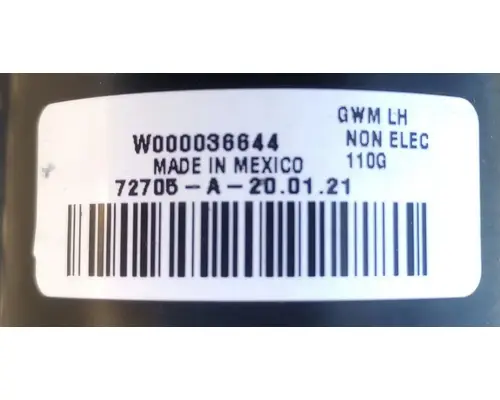 GWM LH
W000036644 NON ELEC
MADE IN MEXICO 110G
72705-A-20.01.21